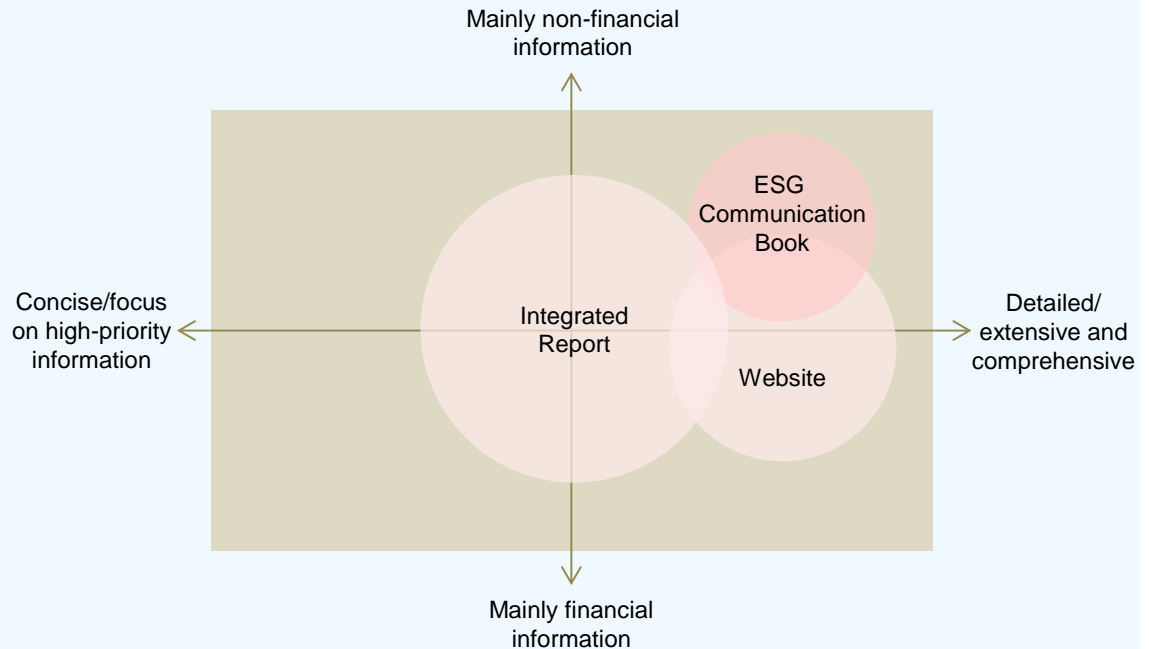 Mainly non-financial
information
ESG
Communication
Book
Concise/focus
on high-priority
information
Integrated
Report
Detailed/
extensive and
comprehensive
Website
Mainly financial
information